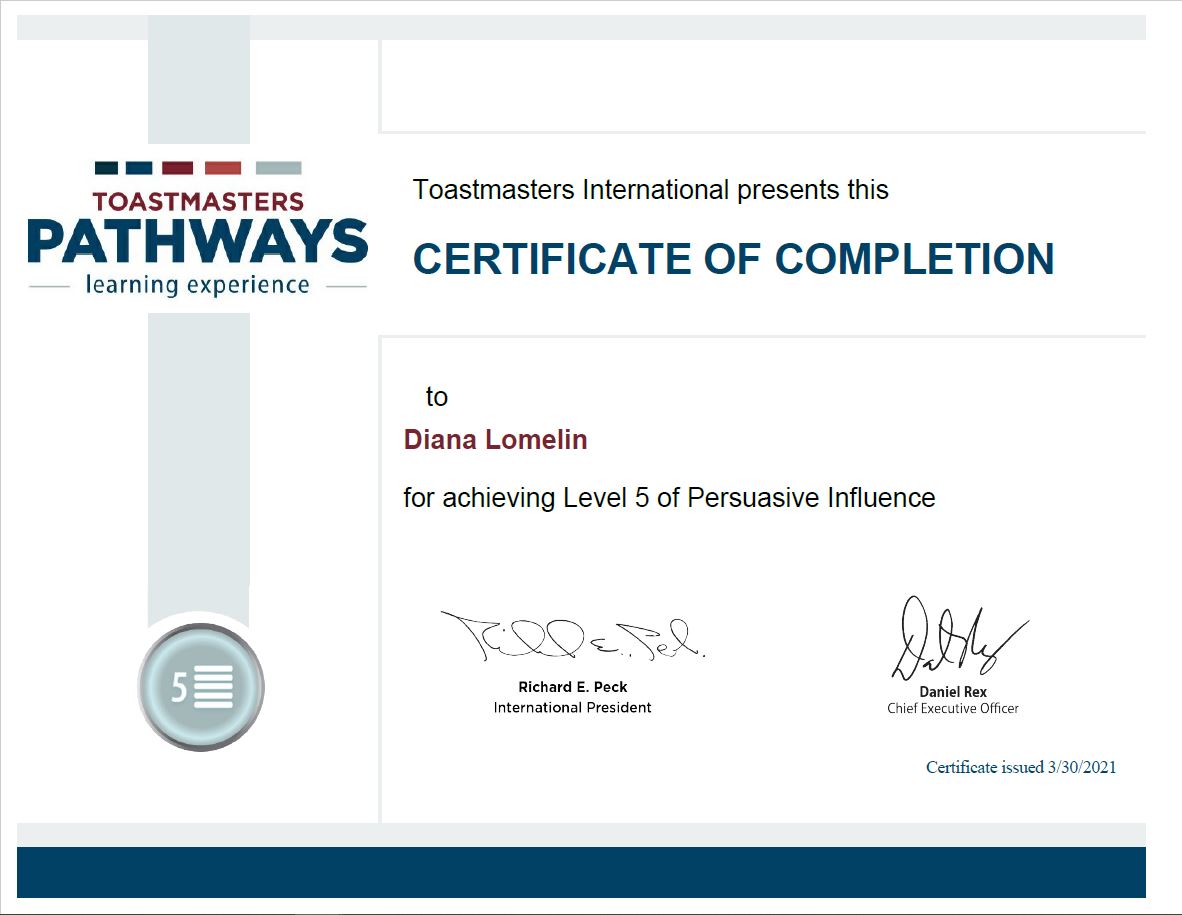 TOASTMASTERS
PATHWAYS
learning experience
Toastmasters International presents this
CERTIFICATE OF COMPLETION
to
Diana Lomelin
for achieving Level 5 of Persuasive Influence
5
Richard E. Peck
International President
Daniel Rex
Chief Executive Officer
Certificate issued 3/30/2021